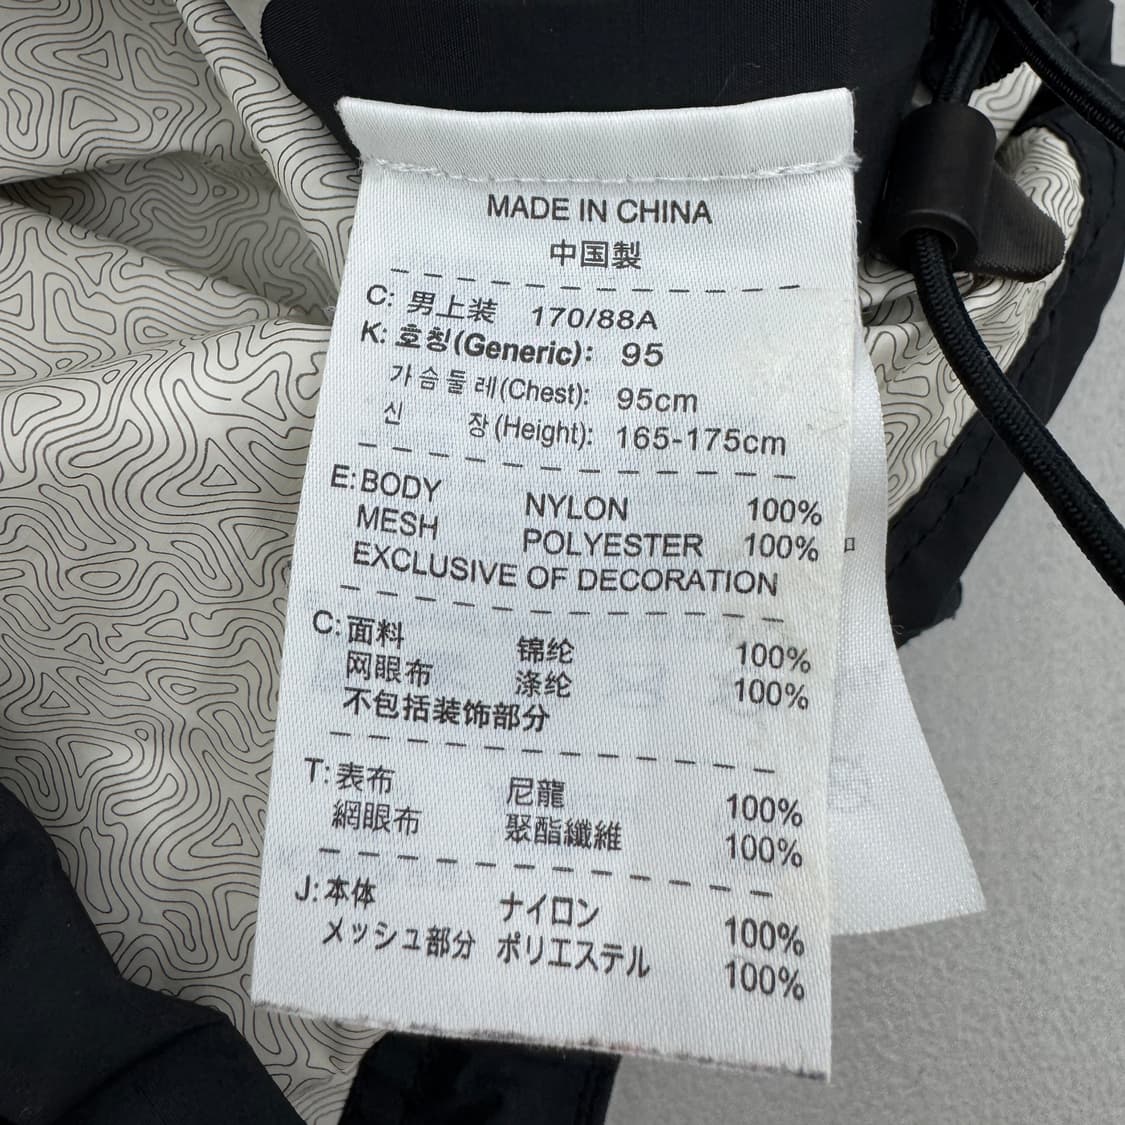 MADE IN CHINA
中国製
C: 男上装 170/88A
K: 호칭(Generic): 95
가슴둘레(Chest): 95cm
신 장(Height): 165-175cm
E: BODY NYLON 100%
MESH POLYESTER 100%
EXCLUSIVE OF DECORATION
C: 面料 锦纶 100%
网眼布 涤纶 100%
不包括装饰部分
T: 表布 尼龍 100%
網眼布 聚酯纖維 100%
J: 本体 ナイロン 100%
メッシュ部分 ポリエステル 100%